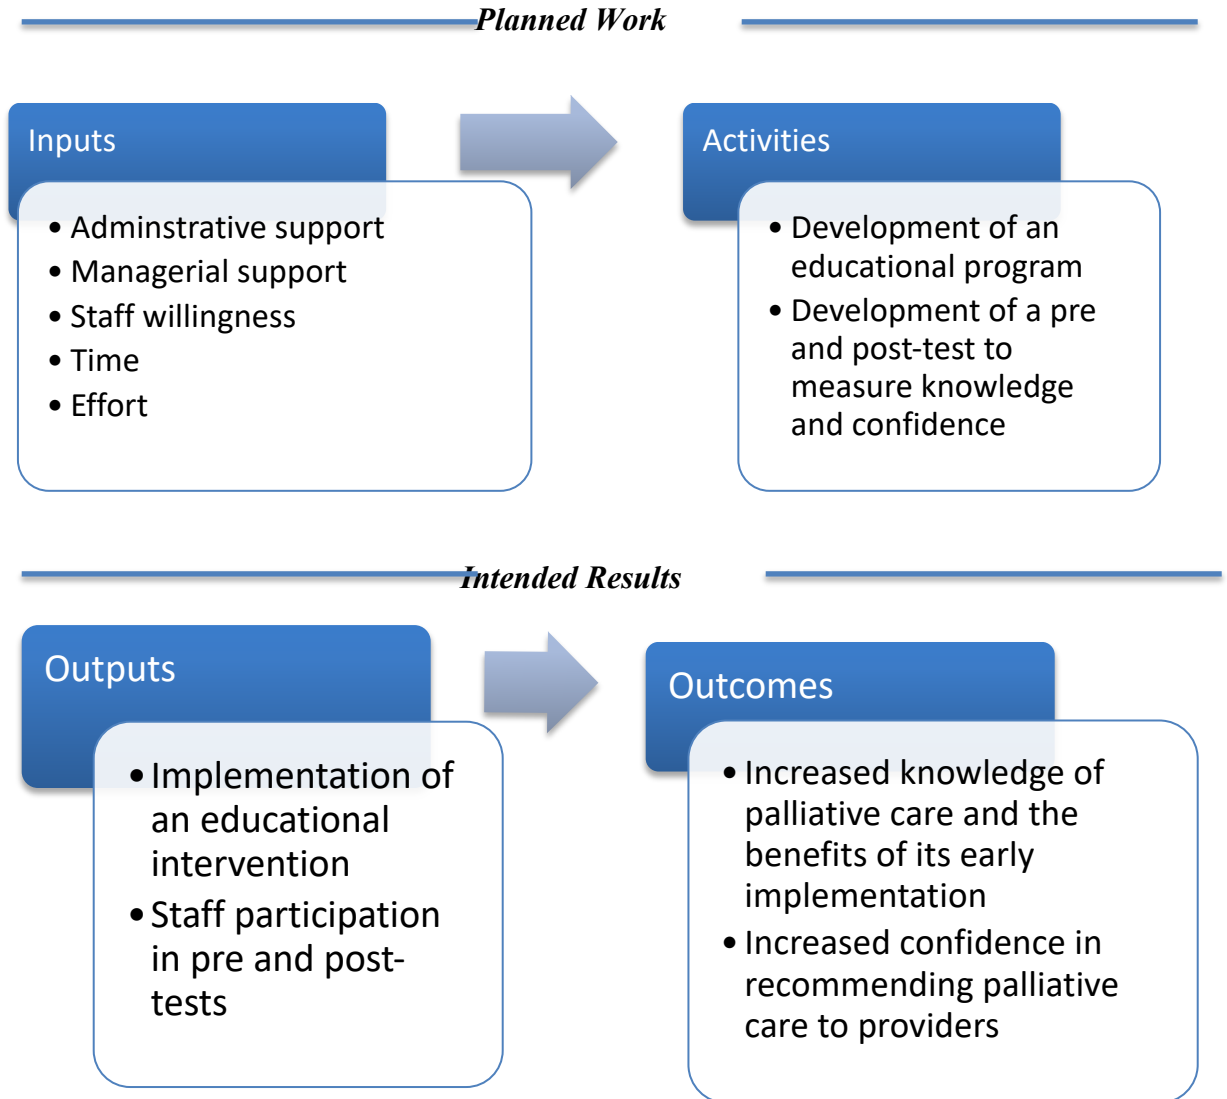 Planned Work
Inputs
• Adminstrative support
• Managerial support
• Staff willingness
• Time
• Effort
Activities
• Development of an
educational program
• Development of a pre
and post-test to
measure knowledge
and confidence
Intended Results
Outputs
• Implementation of
an educational
intervention
• Staff participation
in pre and post-
tests
Outcomes
• Increased knowledge of
palliative care and the
benefits of its early
implementation
• Increased confidence in
recommending palliative
care to providers